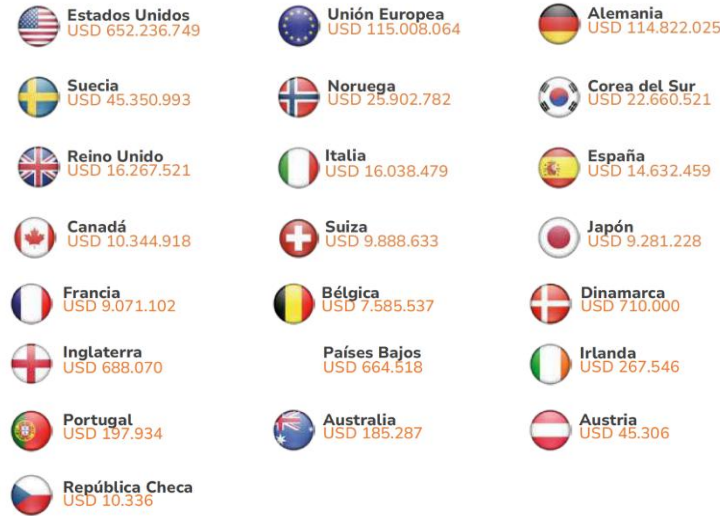 Estados Unidos
USD 652.236.749
Unión Europea
USD 115.008.064
Alemania
USD 114.822.025
Suecia
USD 45.350.993
Noruega
USD 25.902.782
Corea del Sur
USD 22.660.521
Reino Unido
USD 16.267.521
Italia
USD 16.038.479
España
USD 14.632.459
Canadá
USD 10.344.918
Suiza
USD 9.888.633
Japón
USD 9.281.228
Francia
USD 9.071.102
Bélgica
USD 7.585.537
Dinamarca
USD 710.000
Inglaterra
USD 688.070
Países Bajos
USD 664.518
Irlanda
USD 267.546
Portugal
USD 197.934
Australia
USD 185.287
Austria
USD 45.306
República Checa
USD 10.336